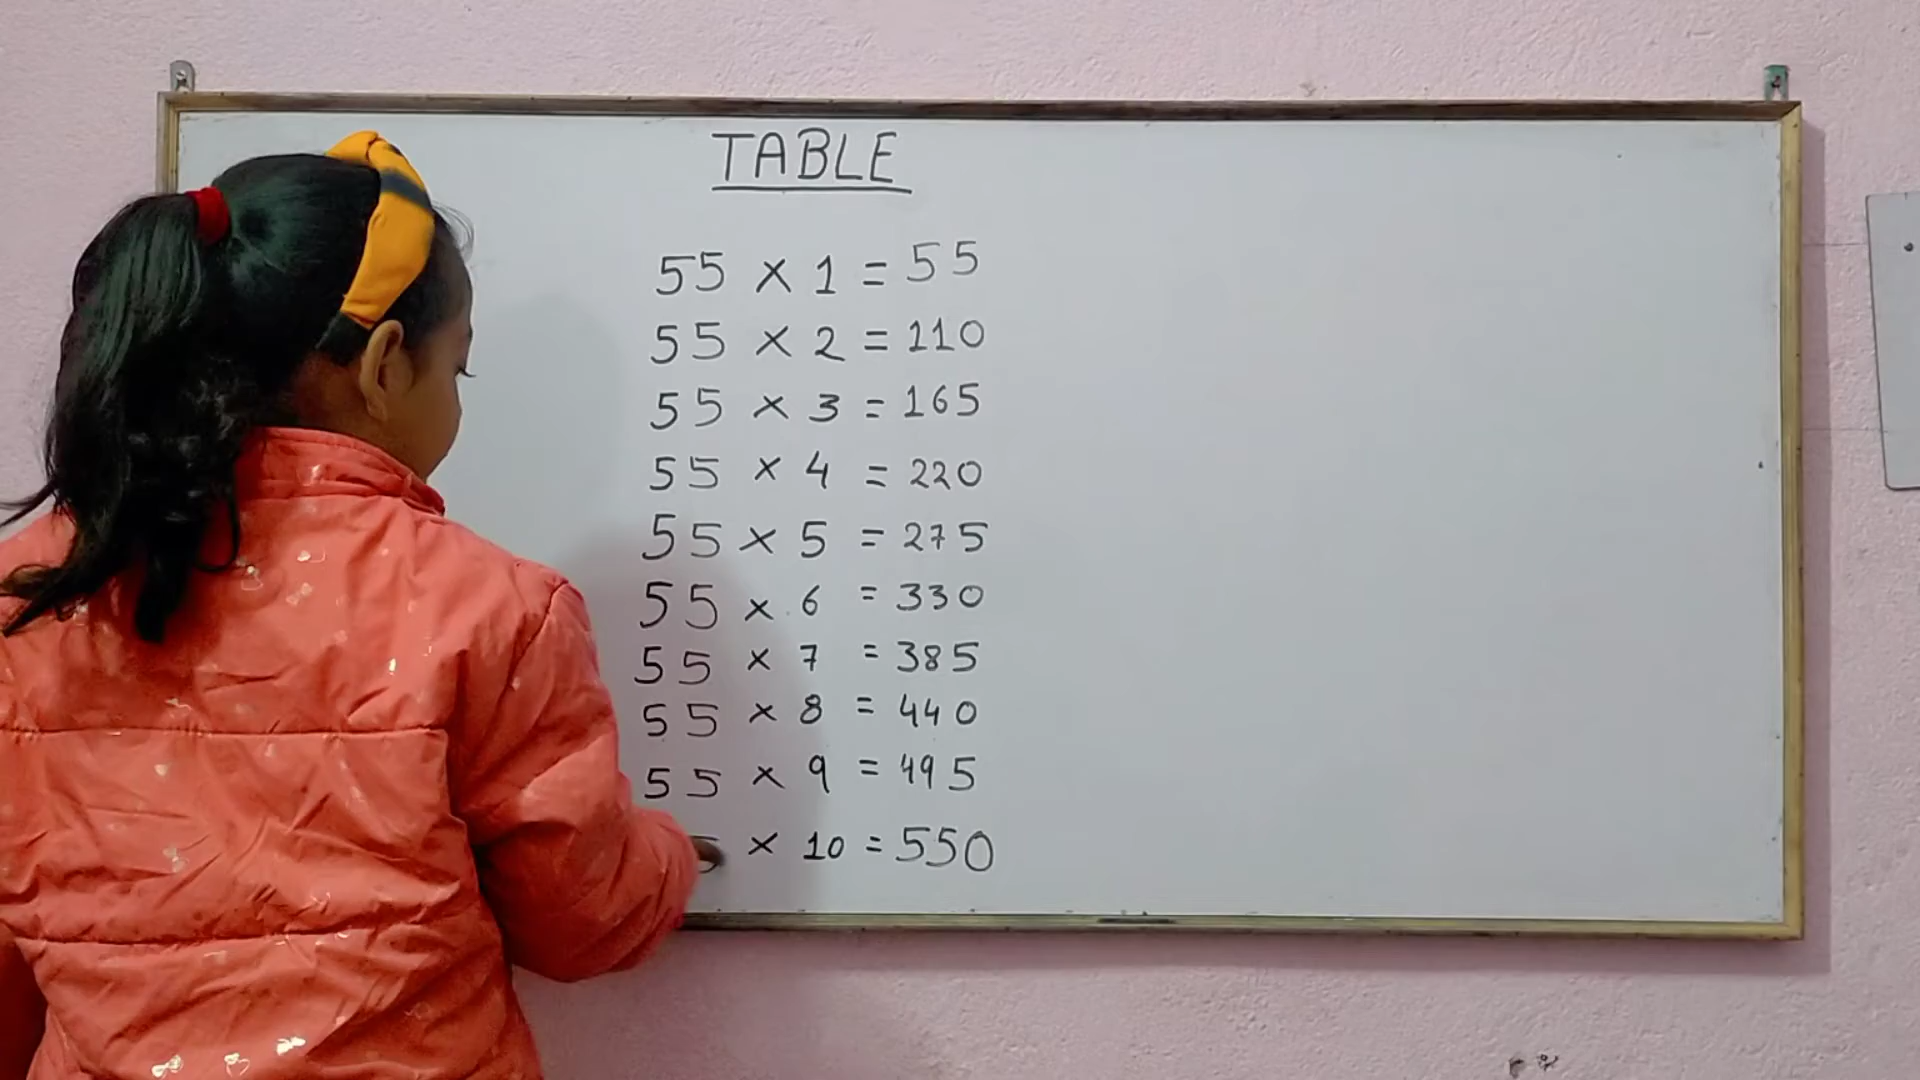 TABLE
55 × 1 = 55
55 × 2 = 110
55 × 3 = 165
55 × 4 = 220
55 × 5 = 275
55 × 6 = 330
55 × 7 = 385
55 × 8 = 440
55 × 9 = 495
5 × 10 = 550